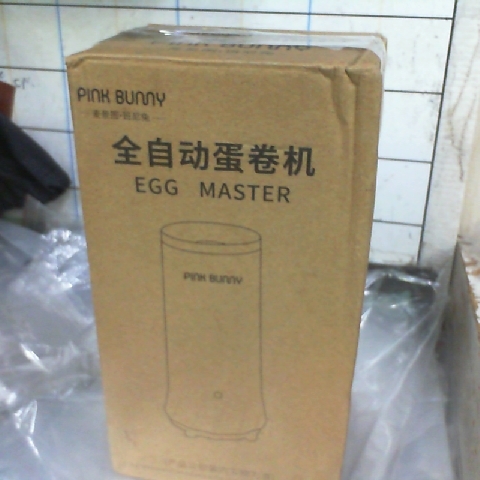 PINK BUNNY
全自动蛋卷机
EGG MASTER
PINK BUNNY